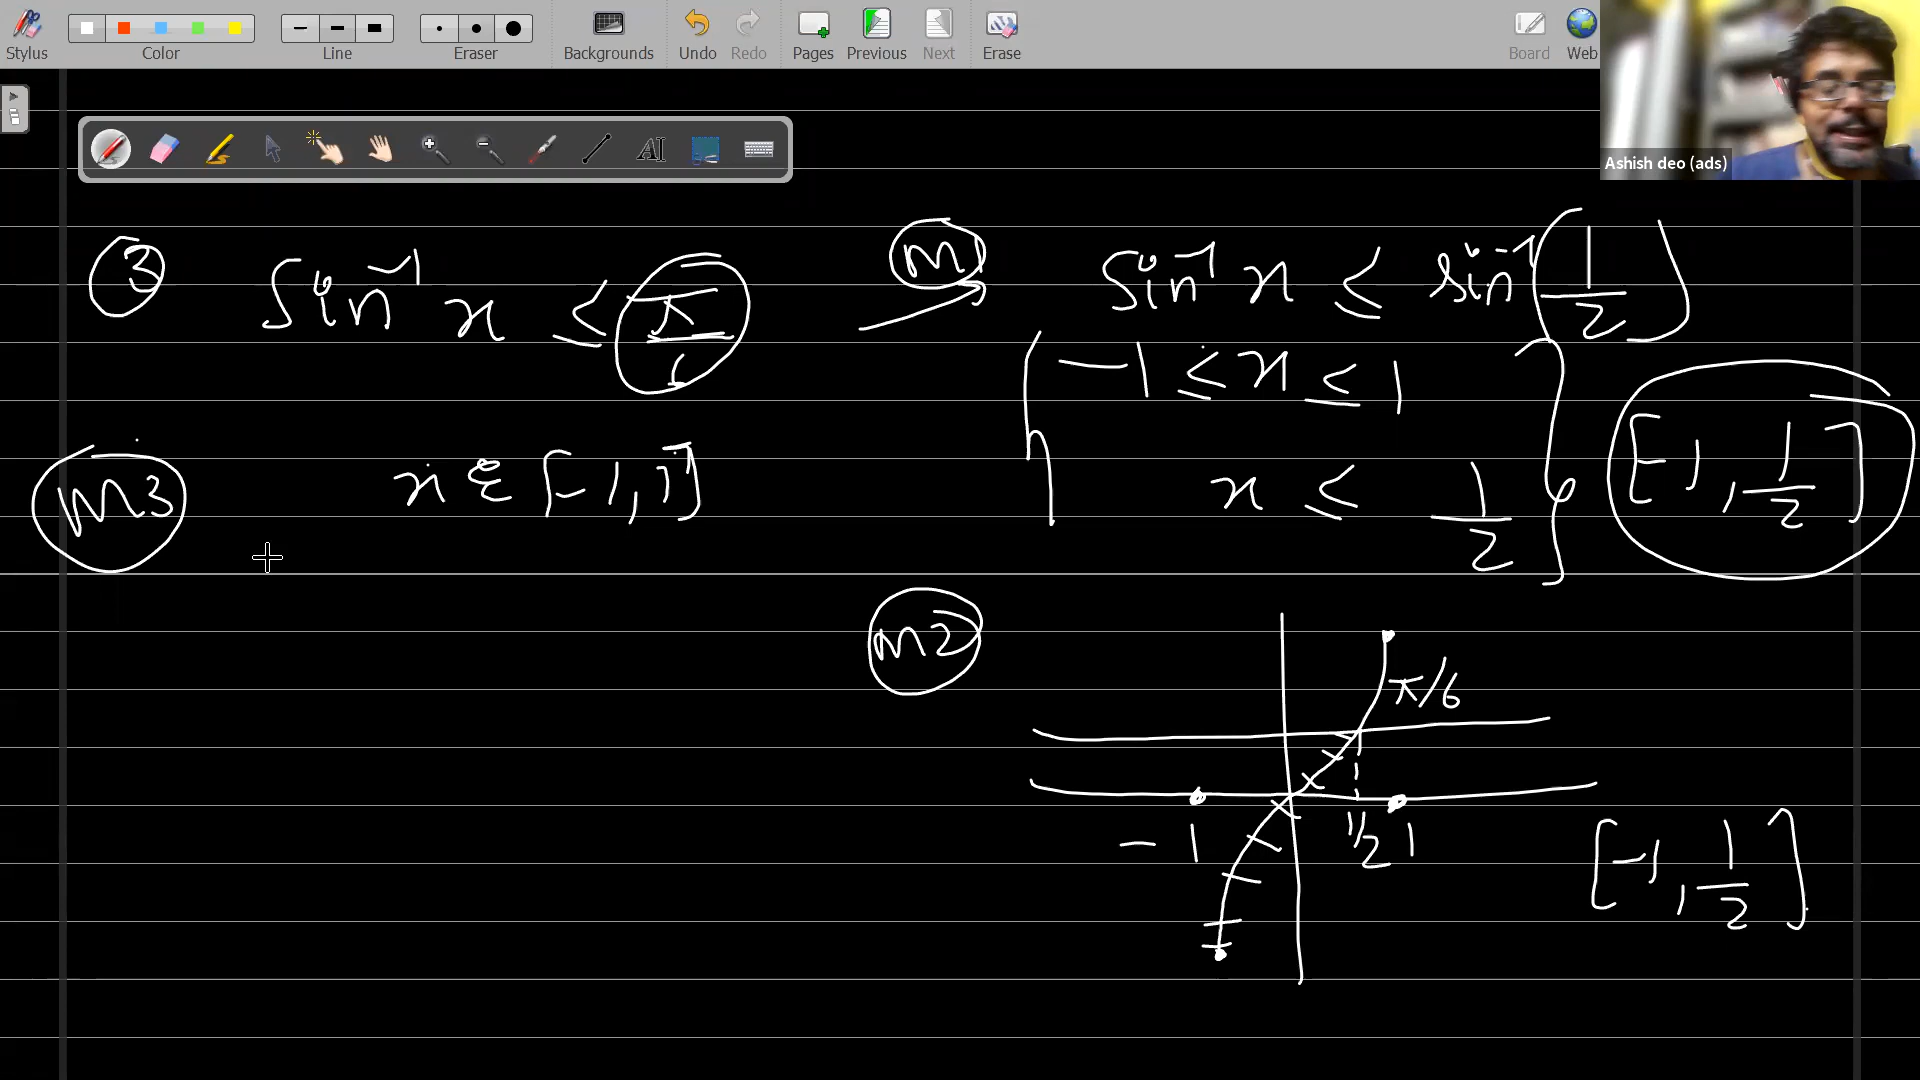 Stylus
Color
Line
Eraser
Backgrounds
Undo
Redo
Pages
Previous
Next
Erase
Board
Web
Ashish deo (ads)
③ sin⁻¹ x ≤ π/6
M1 sin⁻¹ x ≤ sin⁻¹(1/2)
-1 ≤ x ≤ 1
x ≤ 1/2
[-1, 1/2]
M3 x ∈ [-1, 1]
M2
π/6
-1 1/2 1
[-1, 1/2]